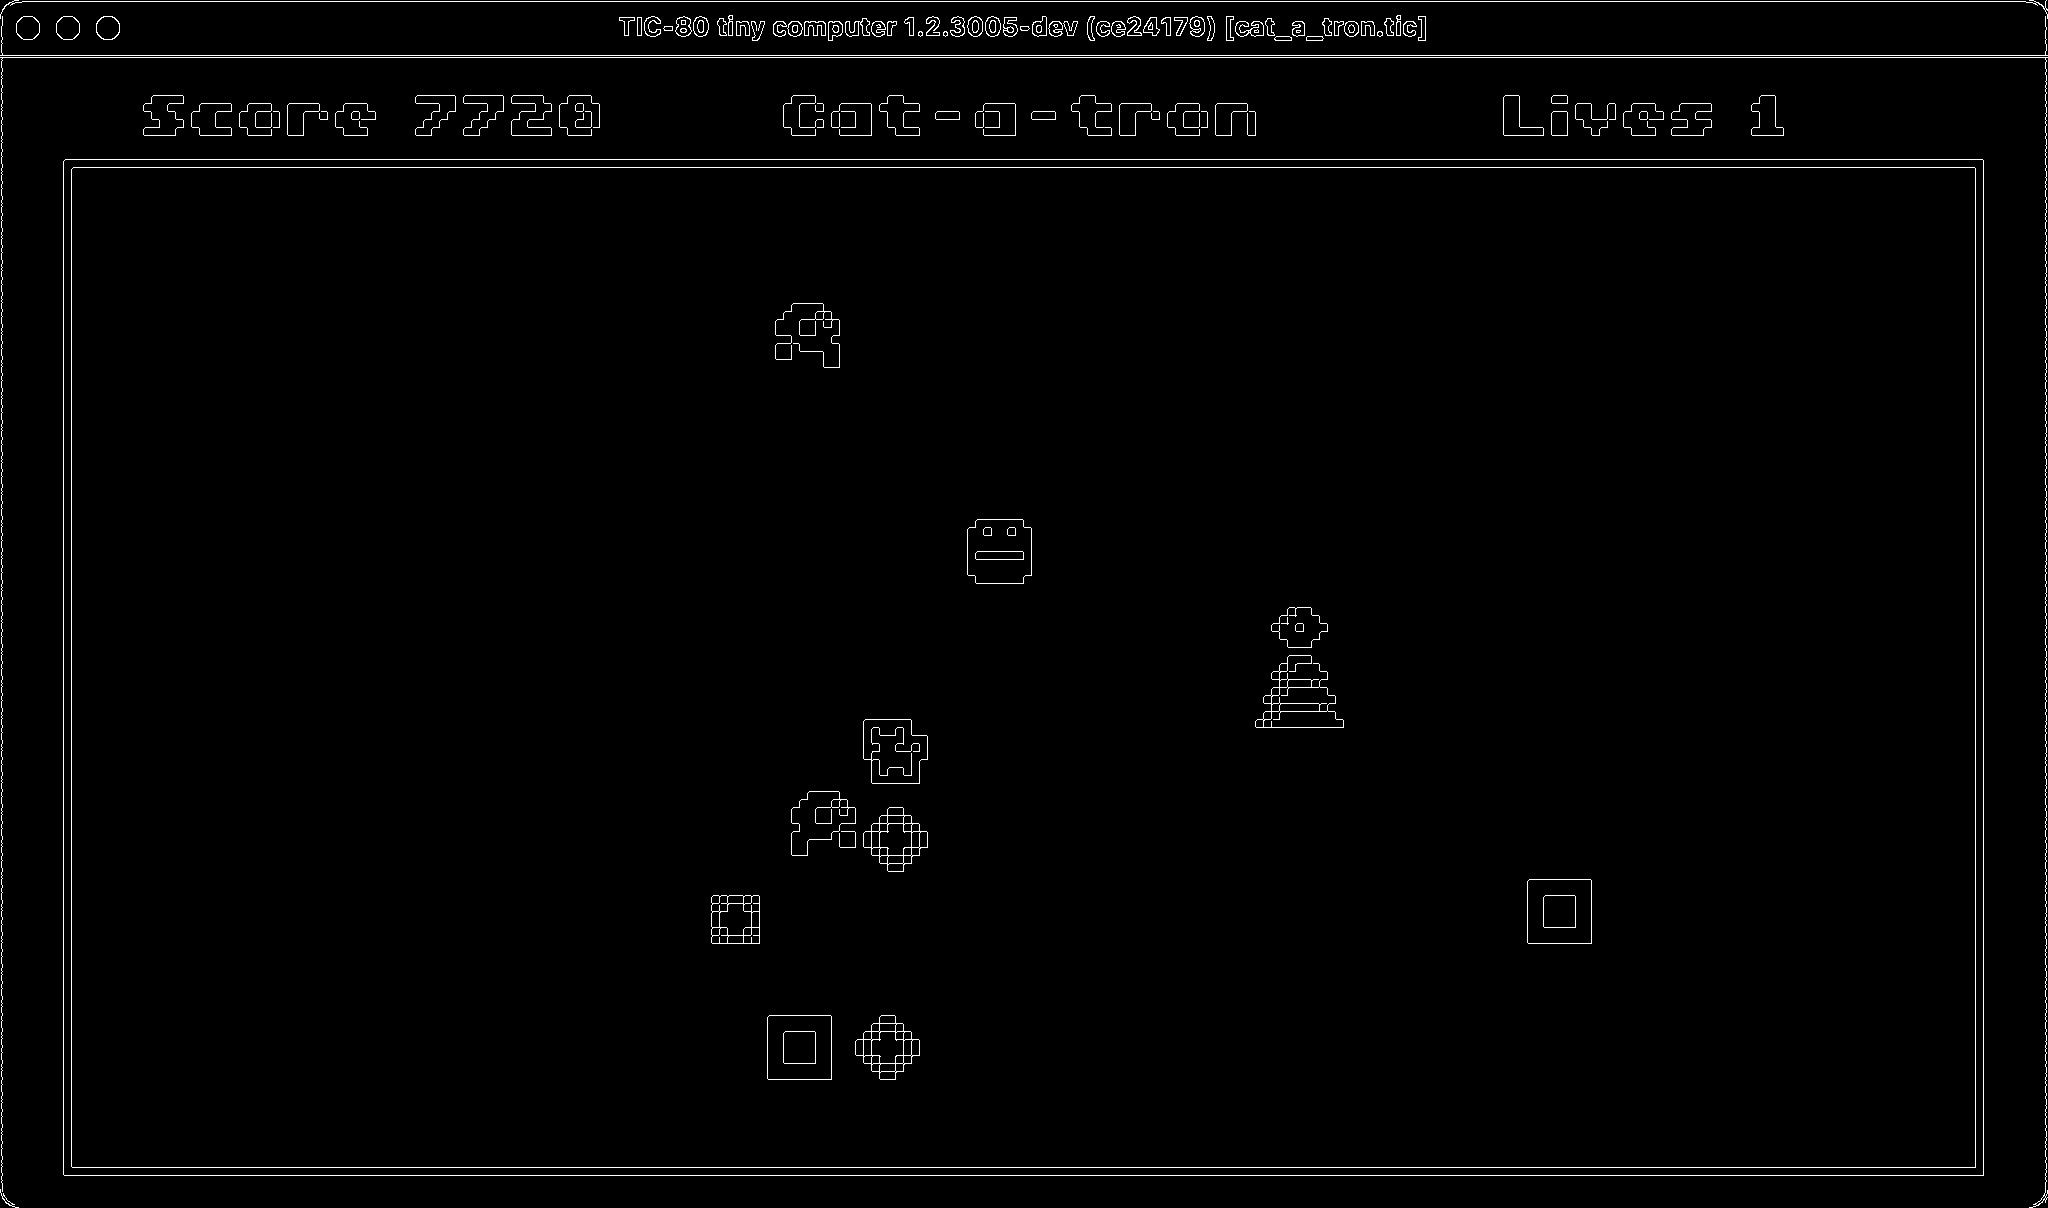 TIC-80 tiny computer 1.2.3005-dev (ce24179) [cat_a_tron.tic]
Score 7720 Cat-a-tron Lives 1